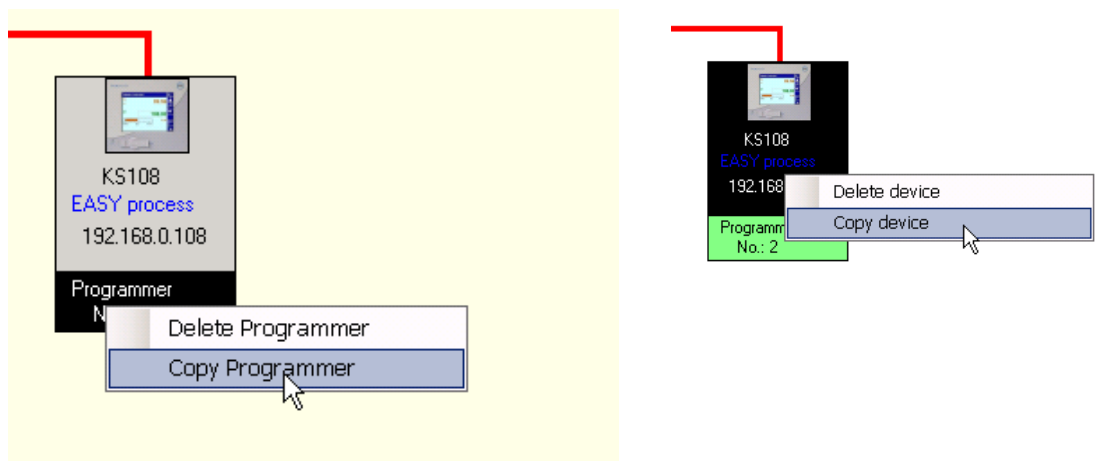 KS108
EASY process
192.168.0.108
Programmer
Delete Programmer
Copy Programmer
KS108
EASY process
192.168
Delete device
Copy device
Programm
No.: 2